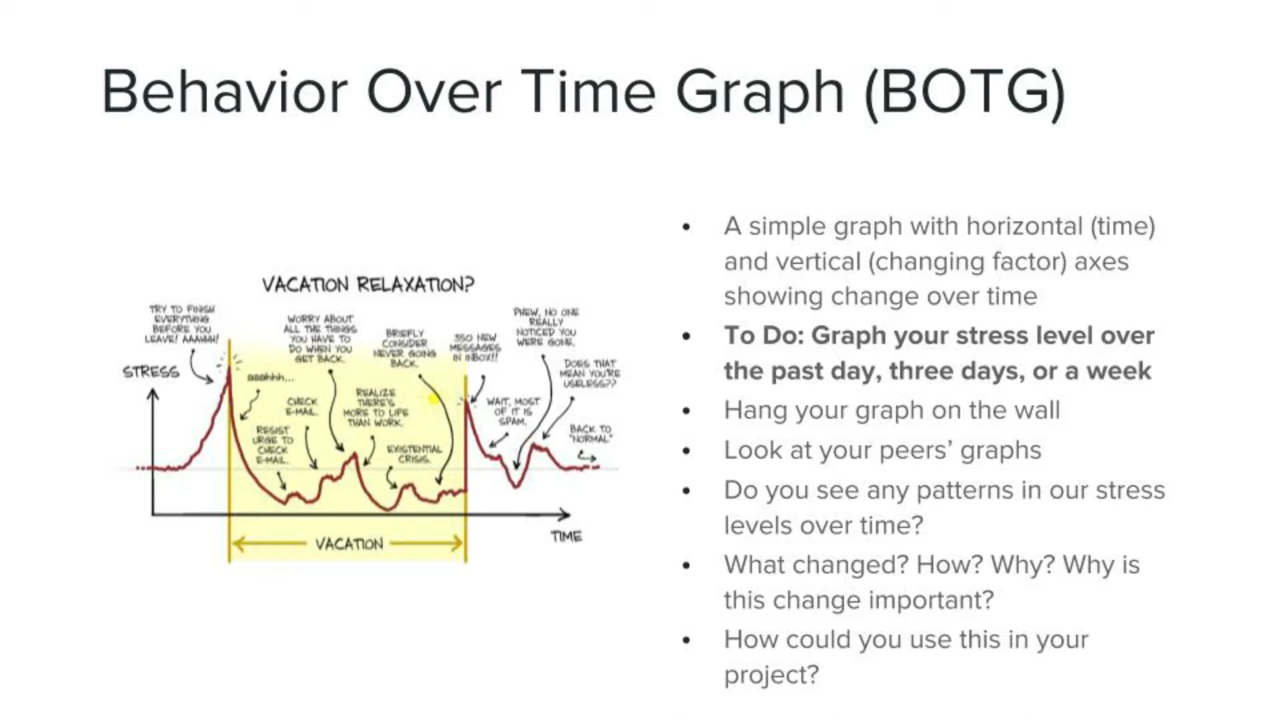 Behavior Over Time Graph (BOTG)
VACATION RELAXATION?
TRY TO FINISH
EVERYTHING
BEFORE YOU
LEAVE! AAAHHH!
STRESS
aaahhh...
RESIST
URGE TO
CHECK
E-MAIL.
CHECK
E-MAIL.
WORRY ABOUT
ALL THE THINGS
YOU HAVE TO
DO WHEN YOU
GET BACK.
REALIZE
THERE'S
MORE TO LIFE
THAN WORK.
BRIEFLY
CONSIDER
NEVER GOING
BACK.
EXISTENTIAL
CRISIS.
350 NEW
MESSAGES
IN INBOX!!
WAIT, MOST
OF IT IS
SPAM.
PHEW, NO ONE
REALLY
NOTICED YOU
WERE GONE.
DOES THAT
MEAN YOU'RE
USELESS??
BACK TO
"NORMAL"
TIME
VACATION
• A simple graph with horizontal (time)
and vertical (changing factor) axes
showing change over time
• To Do: Graph your stress level over
the past day, three days, or a week
• Hang your graph on the wall
• Look at your peers' graphs
• Do you see any patterns in our stress
levels over time?
• What changed? How? Why? Why is
this change important?
• How could you use this in your
project?